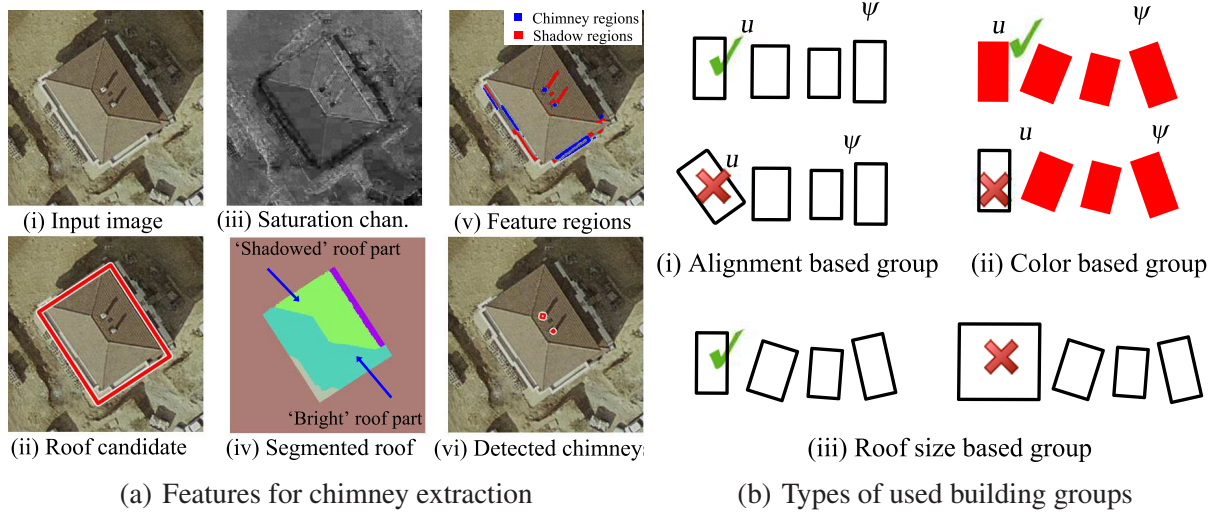 Chimney regions
Shadow regions
(i) Input image
(iii) Saturation chan.
(v) Feature regions
'Shadowed' roof part
'Bright' roof part
(ii) Roof candidate
(iv) Segmented roof
(vi) Detected chimneys
(a) Features for chimney extraction
u
ψ
u
ψ
u
ψ
u
ψ
(i) Alignment based group
(ii) Color based group
(iii) Roof size based group
(b) Types of used building groups